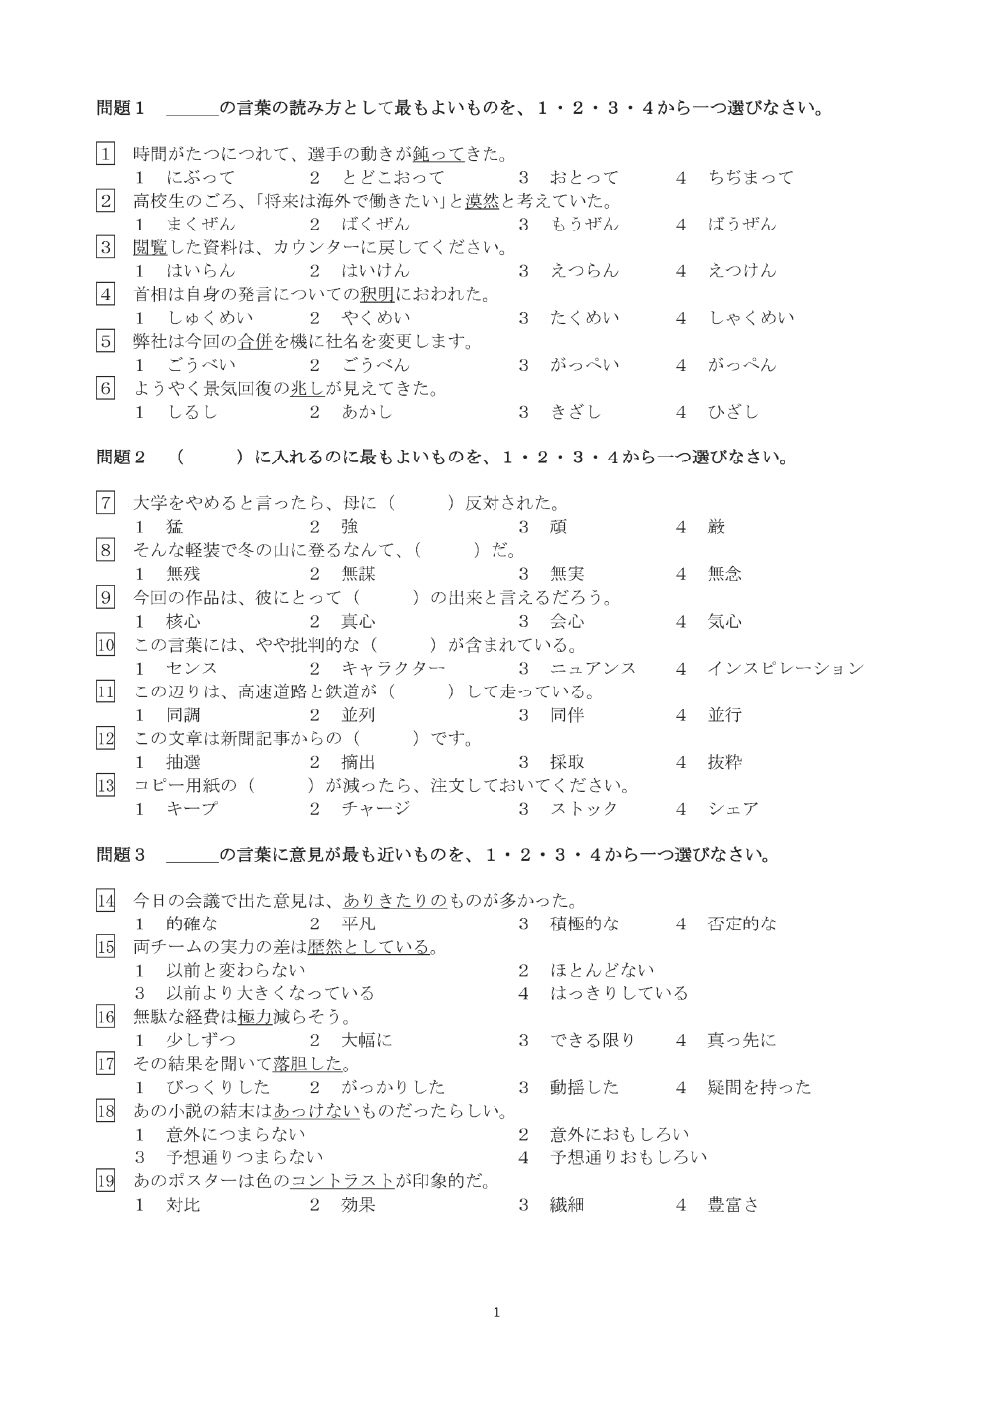 問題１　______の言葉の読み方として最もよいものを、１・２・３・４から一つ選びなさい。
1　時間がたつにつれて、選手の動きが鈍ってきた。
1　にぶって　2　とどこおって　3　おとって　4　ちぢまって
2　高校生のごろ、「将来は海外で働きたい」と漠然と考えていた。
1　まくぜん　2　ばくぜん　3　もうぜん　4　ぼうぜん
3　閲覧した資料は、カウンターに戻してください。
1　はいらん　2　はいけん　3　えつらん　4　えつけん
4　首相は自身の発言についての釈明におわれた。
1　しゅくめい　2　やくめい　3　たくめい　4　しゃくめい
5　弊社は今回の合併を機に社名を変更します。
1　ごうべい　2　ごうべん　3　がっぺい　4　がっぺん
6　ようやく景気回復の兆しが見えてきた。
1　しるし　2　あかし　3　きざし　4　ひざし
問題２　（　　　）に入れるのに最もよいものを、１・２・３・４から一つ選びなさい。
7　大学をやめると言ったら、母に（　　　）反対された。
1　猛　2　強　3　頑　4　厳
8　そんな軽装で冬の山に登るなんて、（　　　）だ。
1　無残　2　無謀　3　無実　4　無念
9　今回の作品は、彼にとって（　　　）の出来と言えるだろう。
1　核心　2　真心　3　会心　4　気心
10　この言葉には、やや批判的な（　　　）が含まれている。
1　センス　2　キャラクター　3　ニュアンス　4　インスピレーション
11　この辺りは、高速道路と鉄道が（　　　）して走っている。
1　同調　2　並列　3　同伴　4　並行
12　この文章は新聞記事からの（　　　）です。
1　抽選　2　摘出　3　採取　4　抜粋
13　コピー用紙の（　　　）が減ったら、注文しておいてください。
1　キープ　2　チャージ　3　ストック　4　シェア
問題３　______の言葉に意見が最も近いものを、１・２・３・４から一つ選びなさい。
14　今日の会議で出た意見は、ありきたりのものが多かった。
1　的確な　2　平凡　3　積極的な　4　否定的な
15　両チームの実力の差は歴然としている。
1　以前と変わらない　2　ほとんどない
3　以前より大きくなっている　4　はっきりしている
16　無駄な経費は極力減らそう。
1　少しずつ　2　大幅に　3　できる限り　4　真っ先に
17　その結果を聞いて落胆した。
1　びっくりした　2　がっかりした　3　動揺した　4　疑問を持った
18　あの小説の結末はあっけないものだったらしい。
1　意外につまらない　2　意外におもしろい
3　予想通りつまらない　4　予想通りおもしろい
19　あのポスターは色のコントラストが印象的だ。
1　対比　2　効果　3　繊細　4　豊富さ
1